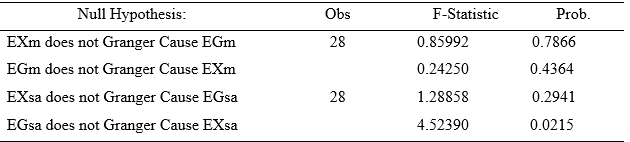 Null Hypothesis: Obs F-Statistic Prob.
EXm does not Granger Cause EGm 28 0.85992 0.7866
EGm does not Granger Cause EXm 0.24250 0.4364
EXsa does not Granger Cause EGsa 28 1.28858 0.2941
EGsa does not Granger Cause EXsa 4.52390 0.0215